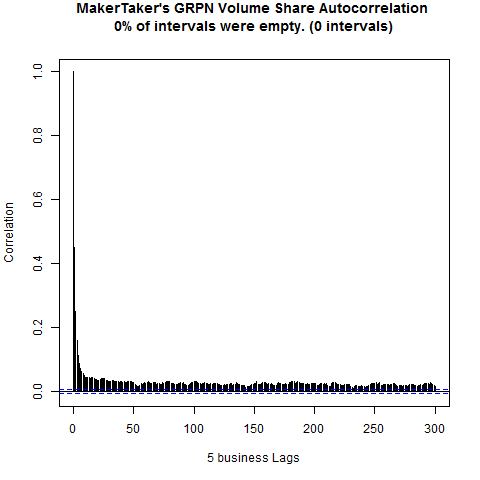 MakerTaker's GRPN Volume Share Autocorrelation
0% of intervals were empty. (0 intervals)
Correlation
1.0
0.8
0.6
0.4
0.2
0.0
0 50 100 150 200 250 300
5 business Lags